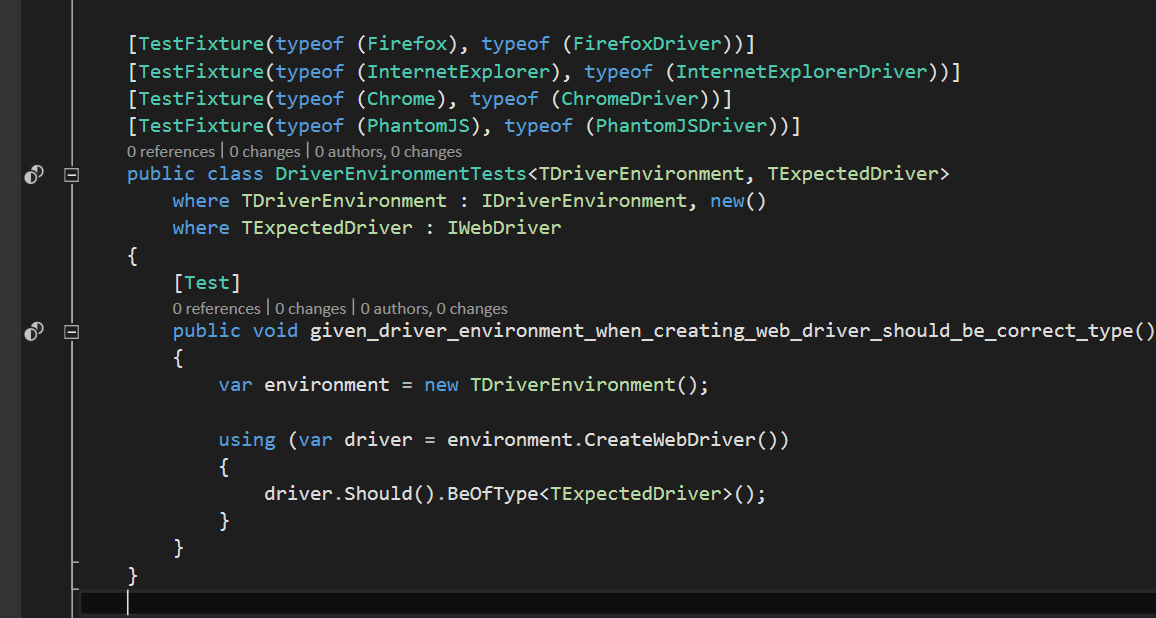 [TestFixture(typeof (Firefox), typeof (FirefoxDriver))]
[TestFixture(typeof (InternetExplorer), typeof (InternetExplorerDriver))]
[TestFixture(typeof (Chrome), typeof (ChromeDriver))]
[TestFixture(typeof (PhantomJS), typeof (PhantomJSDriver))]
0 references | 0 changes | 0 authors, 0 changes
public class DriverEnvironmentTests<TDriverEnvironment, TExpectedDriver>
where TDriverEnvironment : IDriverEnvironment, new()
where TExpectedDriver : IWebDriver
{
[Test]
0 references | 0 changes | 0 authors, 0 changes
public void given_driver_environment_when_creating_web_driver_should_be_correct_type()
{
var environment = new TDriverEnvironment();
using (var driver = environment.CreateWebDriver())
{
driver.Should().BeOfType<TExpectedDriver>();
}
}
}